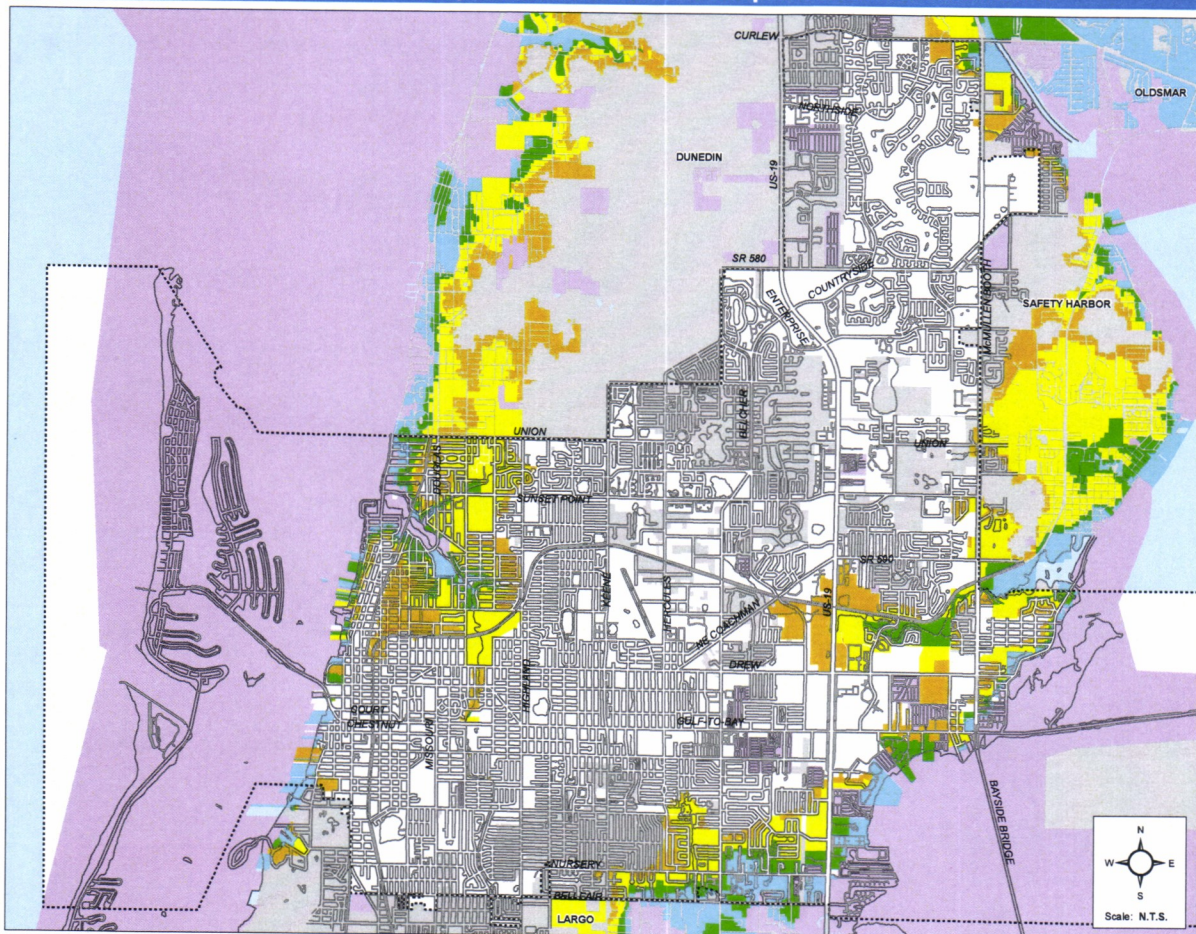 CURLEW
OLDSMAR
NORTHSIDE
DUNEDIN
US-19
SR 580
COUNTRYSIDE
ENTERPRISE
MCMULLEN BOOTH
SAFETY HARBOR
BELCHER
UNION
UNION
DOUGLAS
SUNSET POINT
SR 590
KEENE
HERCULES
US-19
NE COACHMAN
DREW
HIGHLAND
COURT
CHESTNUT
MISSOURI
GULF-TO-BAY
BAYSIDE BRIDGE
NURSERY
BELLEAIR
LARGO
N
W E
S
Scale: N.T.S.